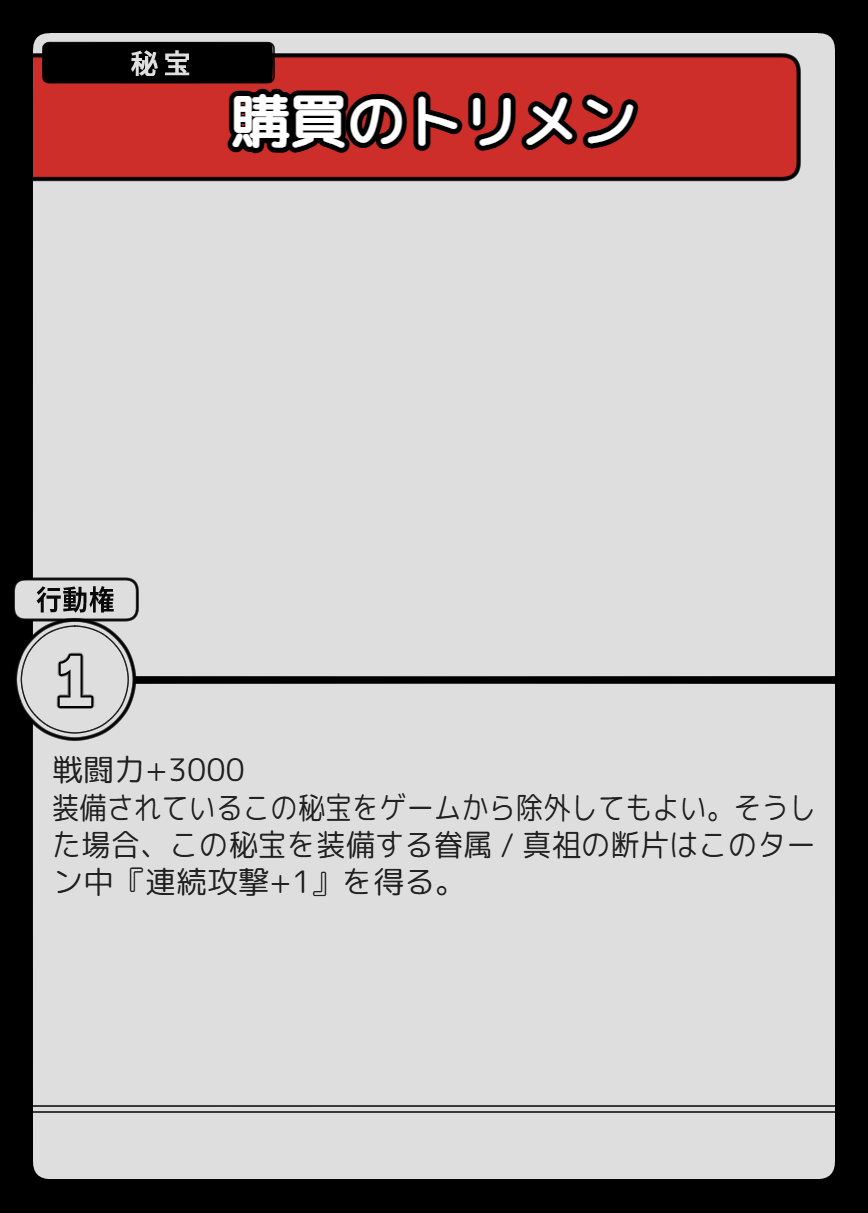 秘宝
購買のトリメン
行動権
1
戦闘力+3000
装備されているこの秘宝をゲームから除外してもよい。そうし
た場合、この秘宝を装備する眷属 / 真祖の断片はこのター
ン中『連続攻撃+1』を得る。